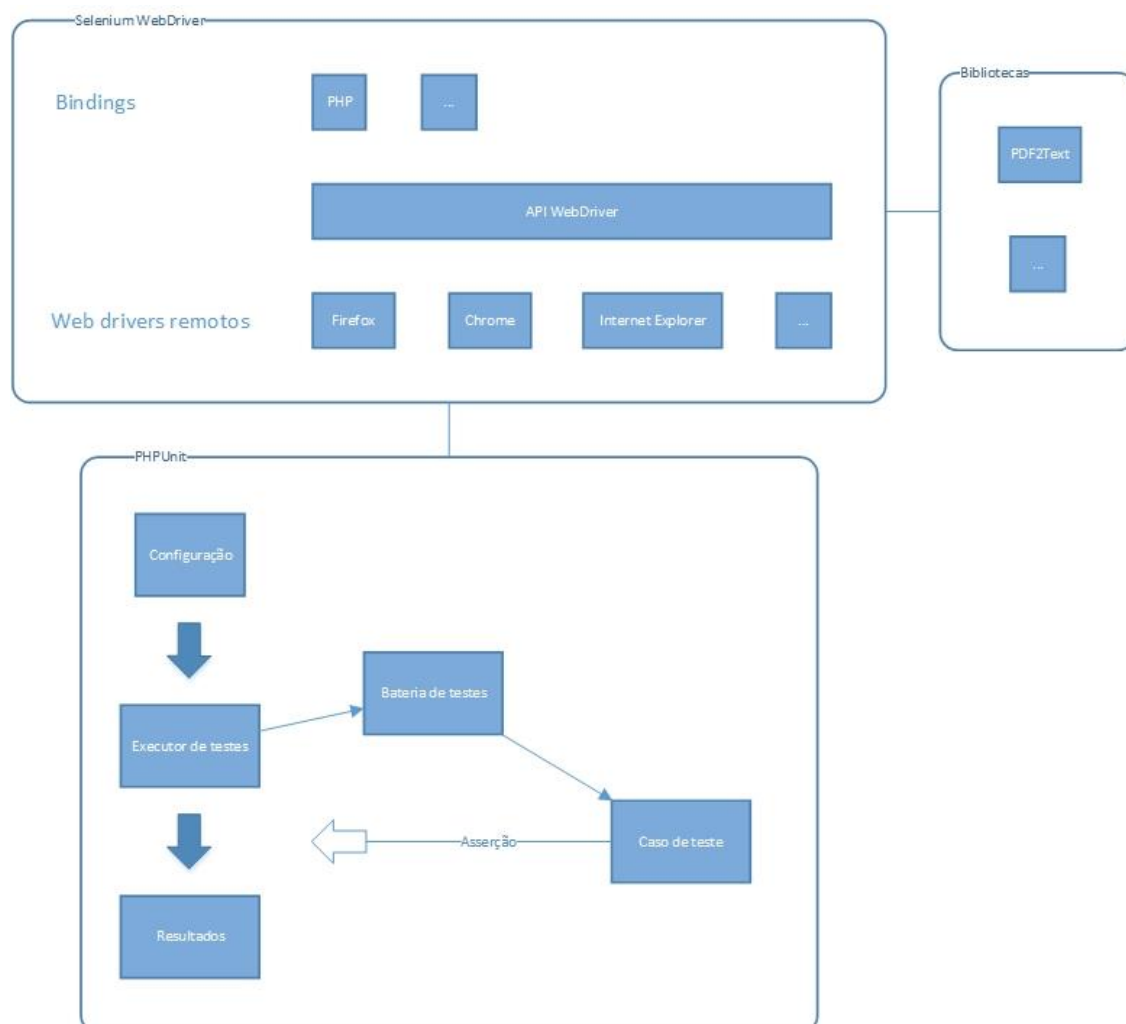 Selenium WebDriver
Bindings
PHP
...
API WebDriver
Web drivers remotos
Firefox
Chrome
Internet Explorer
...
Bibliotecas
PDF2Text
...
PHPUnit
Configuração
Executor de testes
Bateria de testes
Asserção
Caso de teste
Resultados